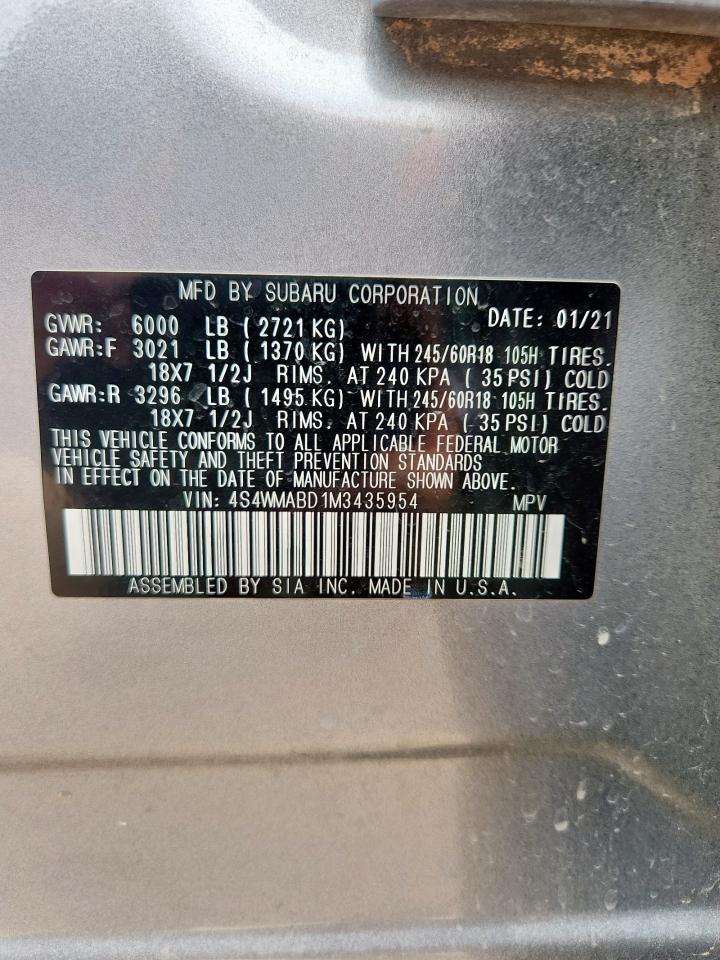 MFD BY SUBARU CORPORATION
DATE: 01/21
GVWR: 6000 LB ( 2721 KG)
GAWR:F 3021 LB ( 1370 KG) WITH 245/60R18 105H TIRES.
18X7 1/2J RIMS. AT 240 KPA ( 35 PSI) COLD
GAWR:R 3296 LB ( 1495 KG) WITH 245/60R18 105H TIRES.
18X7 1/2J RIMS. AT 240 KPA ( 35 PSI) COLD
THIS VEHICLE CONFORMS TO ALL APPLICABLE FEDERAL MOTOR
VEHICLE SAFETY AND THEFT PREVENTION STANDARDS
IN EFFECT ON THE DATE OF MANUFACTURE SHOWN ABOVE.
VIN: 4S4WMABD1M3435954 MPV
ASSEMBLED BY SIA INC. MADE IN U.S.A.